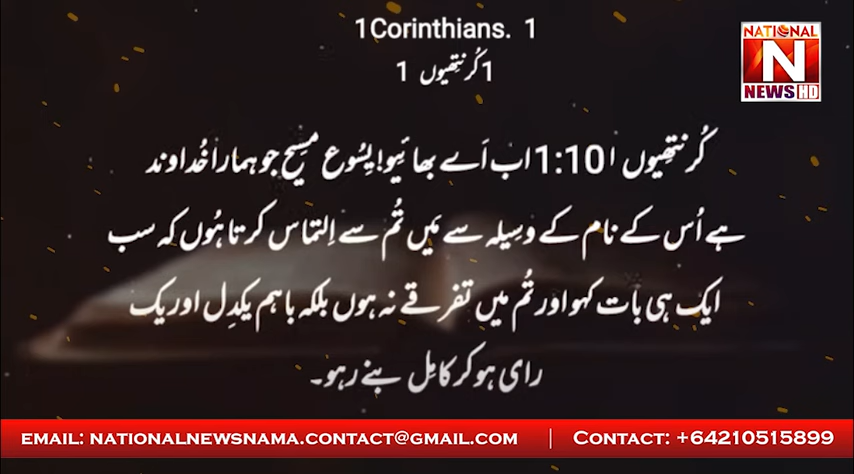 1Corinthians. 1
1 کُرِنتھِیوں 1
NATIONAL
N
NEWS HD
کُرِنتھِیوں ۱ 1:10 اب اَے بھائِیو! یِسُوع مسِیح جو ہمارا خُداوند
ہے اُس کے نام کے وسِیلہ سے مَیں تُم سے اِلتماس کرتا ہُوں کہ سب
ایک ہی بات کہو اور تُم میں تفرقے نہ ہوں بلکہ باہم یکدِل اور یک
رای ہو کر کامِل بنے رہو۔
EMAIL: NATIONALNEWSNAMA.CONTACT@GMAIL.COM | CONTACT: +64210515899